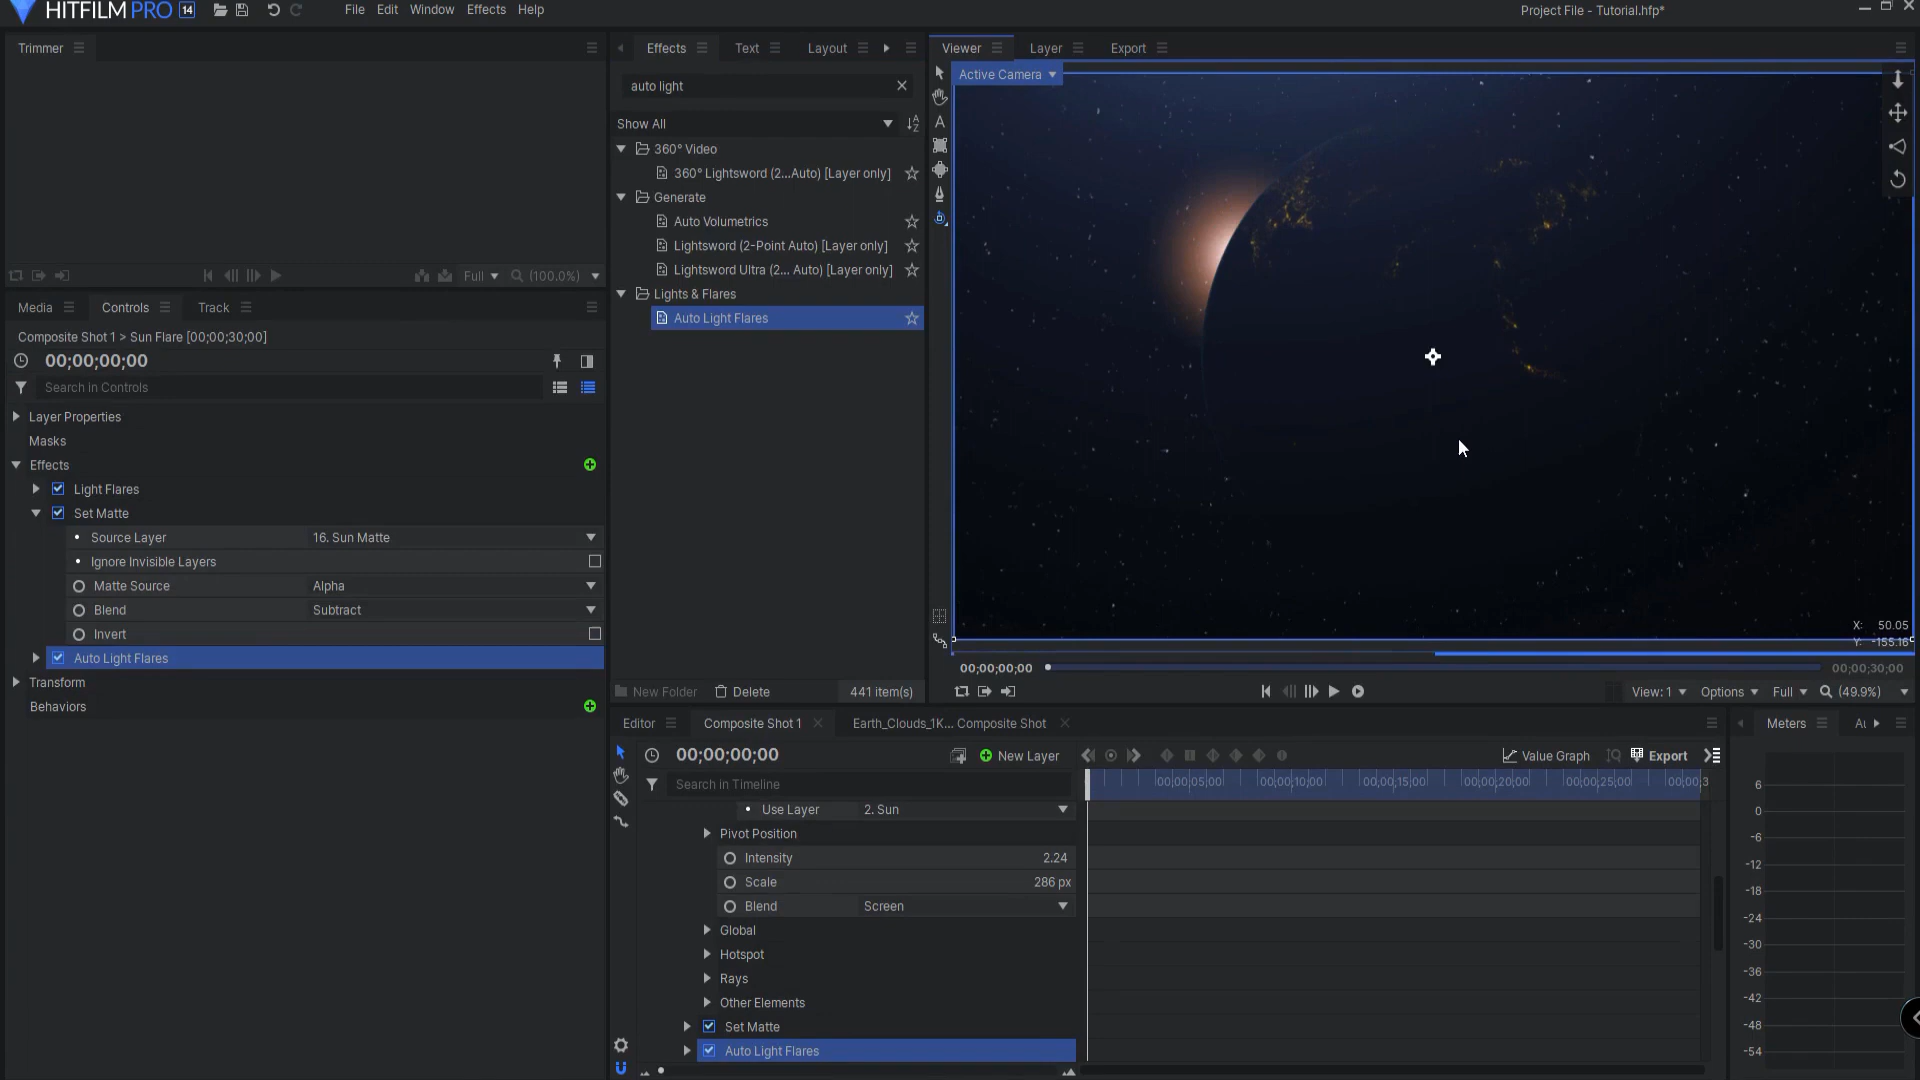 HITFILM PRO 14
File Edit Window Effects Help
Project File - Tutorial.hfp*
Trimmer
Full (100.0%)
Media Controls Track
Composite Shot 1 > Sun Flare [00;00;30;00]
00;00;00;00
Search in Controls
Layer Properties
Masks
Effects
Light Flares
Set Matte
Source Layer 16. Sun Matte
Ignore Invisible Layers
Matte Source Alpha
Blend Subtract
Invert
Auto Light Flares
Transform
Behaviors
Effects Text Layout
auto light
Show All
360° Video
360° Lightsword (2...Auto) [Layer only]
Generate
Auto Volumetrics
Lightsword (2-Point Auto) [Layer only]
Lightsword Ultra (2... Auto) [Layer only]
Lights & Flares
Auto Light Flares
New Folder Delete 441 item(s)
Viewer Layer Export
Active Camera
X: 50.05
Y: -155.16
00;00;00;00 00;00;30;00
View: 1 Options Full (49.9%)
Editor Composite Shot 1 Earth_Clouds_1K... Composite Shot
00;00;00;00 New Layer Value Graph Export
Search in Timeline
00;00;05;00 00;00;10;00 00;00;15;00 00;00;20;00 00;00;25;00 00;00;3
Use Layer 2. Sun
Pivot Position
Intensity 2.24
Scale 286 px
Blend Screen
Global
Hotspot
Rays
Other Elements
Set Matte
Auto Light Flares
Meters Au
6
0
-6
-12
-18
-24
-30
-36
-42
-48
-54